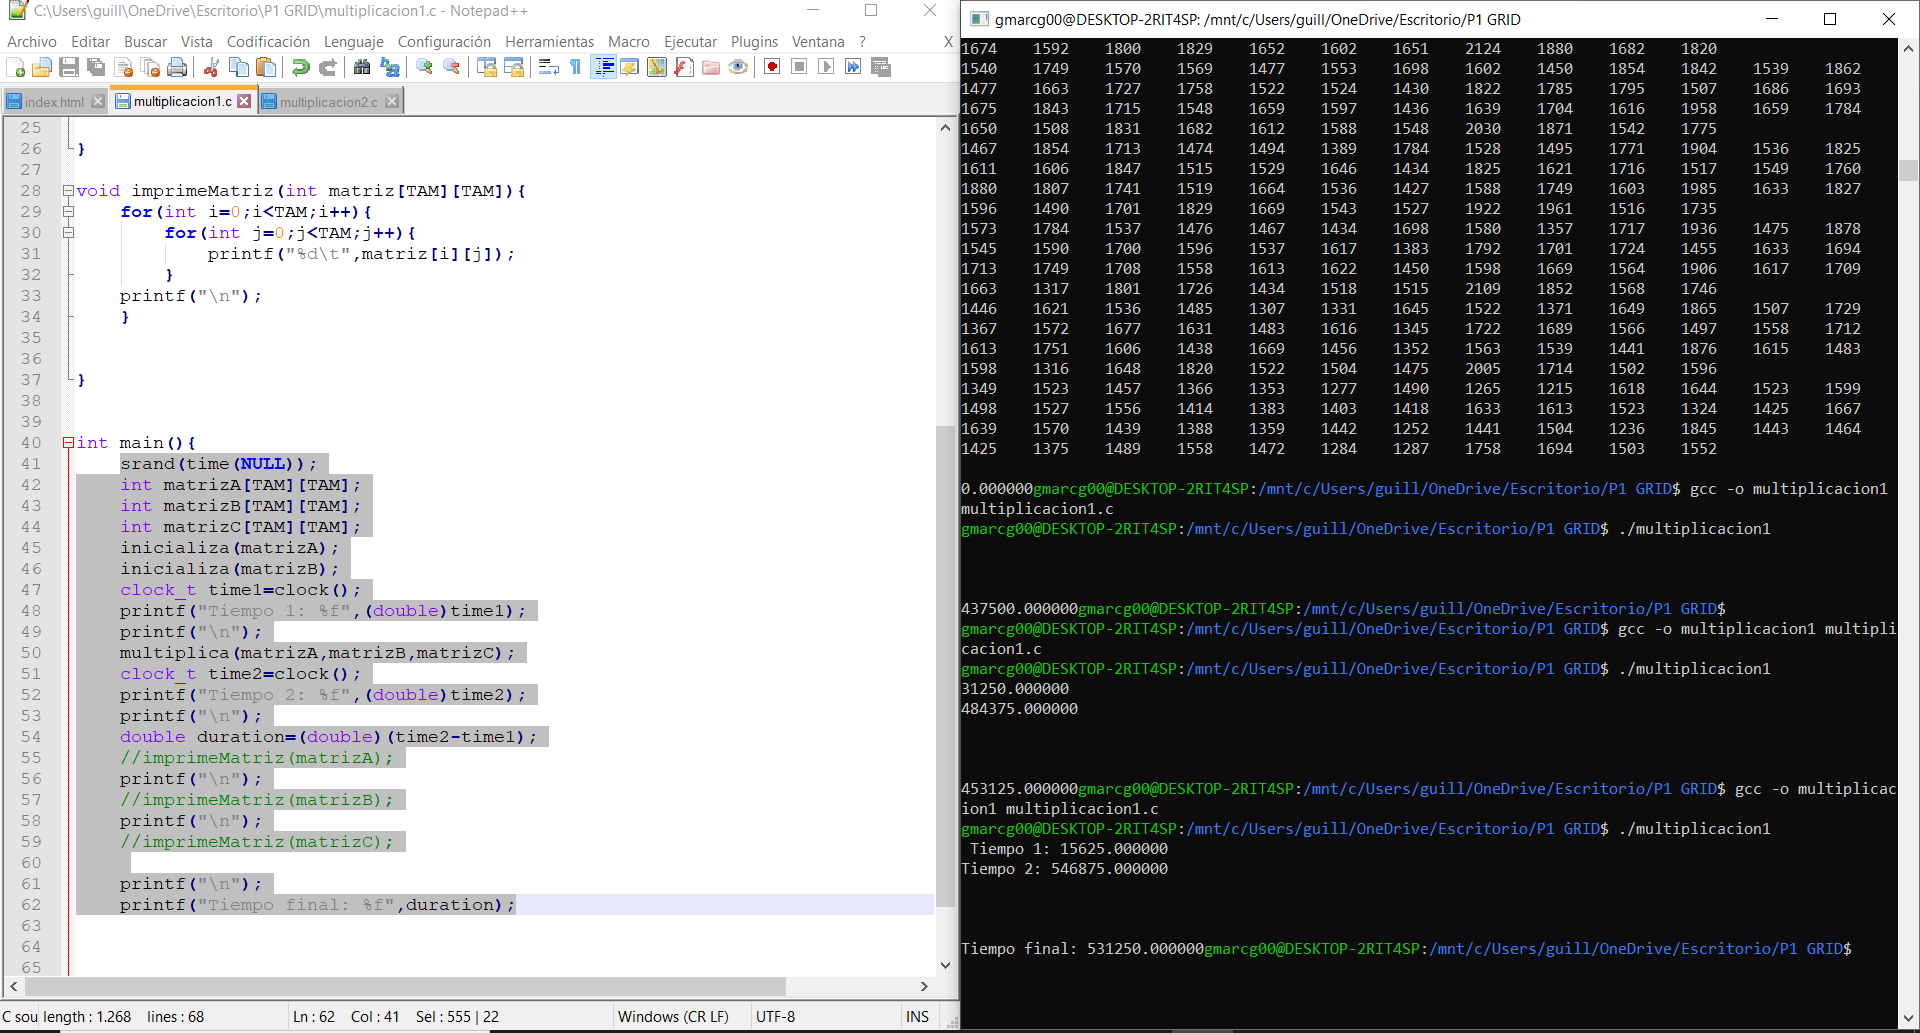 C:\Users\guill\OneDrive\Escritorio\P1 GRID\multiplicacion1.c - Notepad++
Archivo Editar Buscar Vista Codificación Lenguaje Configuración Herramientas Macro Ejecutar Plugins Ventana ? X
index.html multiplicacion1.c multiplicacion2.c
25
26 }
27
28 void imprimeMatriz(int matriz[TAM][TAM]){
29 for(int i=0;i<TAM;i++){
30 for(int j=0;j<TAM;j++){
31 printf("%d\t",matriz[i][j]);
32 }
33 printf("\n");
34 }
35
36
37 }
38
39
40 int main(){
41 srand(time(NULL));
42 int matrizA[TAM][TAM];
43 int matrizB[TAM][TAM];
44 int matrizC[TAM][TAM];
45 inicializa(matrizA);
46 inicializa(matrizB);
47 clock_t time1=clock();
48 printf("Tiempo 1: %f",(double)time1);
49 printf("\n");
50 multiplica(matrizA,matrizB,matrizC);
51 clock_t time2=clock();
52 printf("Tiempo 2: %f",(double)time2);
53 printf("\n");
54 double duration=(double)(time2-time1);
55 //imprimeMatriz(matrizA);
56 printf("\n");
57 //imprimeMatriz(matrizB);
58 printf("\n");
59 //imprimeMatriz(matrizC);
60
61 printf("\n");
62 printf("Tiempo final: %f",duration);
63
64
65
C sou length : 1.268 lines : 68 Ln : 62 Col : 41 Sel : 555 | 22 Windows (CR LF) UTF-8 INS
gmarcg00@DESKTOP-2RIT4SP: /mnt/c/Users/guill/OneDrive/Escritorio/P1 GRID
1674 1592 1800 1829 1652 1602 1651 2124 1880 1682 1820
1540 1749 1570 1569 1477 1553 1698 1602 1450 1854 1842 1539 1862
1477 1663 1727 1758 1522 1524 1430 1822 1785 1795 1507 1686 1693
1675 1843 1715 1548 1659 1597 1436 1639 1704 1616 1958 1659 1784
1650 1508 1831 1682 1612 1588 1548 2030 1871 1542 1775
1467 1854 1713 1474 1494 1389 1784 1528 1495 1771 1904 1536 1825
1611 1606 1847 1515 1529 1646 1434 1825 1621 1716 1517 1549 1760
1880 1807 1741 1519 1664 1536 1427 1588 1749 1603 1985 1633 1827
1596 1490 1701 1829 1669 1543 1527 1922 1961 1516 1735
1573 1784 1537 1476 1467 1434 1698 1580 1357 1717 1936 1475 1878
1545 1590 1700 1596 1537 1617 1383 1792 1701 1724 1455 1633 1694
1713 1749 1708 1558 1613 1622 1450 1598 1669 1564 1906 1617 1709
1663 1317 1801 1726 1434 1518 1515 2109 1852 1568 1746
1446 1621 1536 1485 1307 1331 1645 1522 1371 1649 1865 1507 1729
1367 1572 1677 1631 1483 1616 1345 1722 1689 1566 1497 1558 1712
1613 1751 1606 1438 1669 1456 1352 1563 1539 1441 1876 1615 1483
1598 1316 1648 1820 1522 1504 1475 2005 1714 1502 1596
1349 1523 1457 1366 1353 1277 1490 1265 1215 1618 1644 1523 1599
1498 1527 1556 1414 1383 1403 1418 1633 1613 1523 1324 1425 1667
1639 1570 1439 1388 1359 1442 1252 1441 1504 1236 1845 1443 1464
1425 1375 1489 1558 1472 1284 1287 1758 1694 1503 1552
0.000000gmarcg00@DESKTOP-2RIT4SP:/mnt/c/Users/guill/OneDrive/Escritorio/P1 GRID$ gcc -o multiplicacion1
multiplicacion1.c
gmarcg00@DESKTOP-2RIT4SP:/mnt/c/Users/guill/OneDrive/Escritorio/P1 GRID$ ./multiplicacion1
437500.000000gmarcg00@DESKTOP-2RIT4SP:/mnt/c/Users/guill/OneDrive/Escritorio/P1 GRID$
gmarcg00@DESKTOP-2RIT4SP:/mnt/c/Users/guill/OneDrive/Escritorio/P1 GRID$ gcc -o multiplicacion1 multipli
cacion1.c
gmarcg00@DESKTOP-2RIT4SP:/mnt/c/Users/guill/OneDrive/Escritorio/P1 GRID$ ./multiplicacion1
31250.000000
484375.000000
453125.000000gmarcg00@DESKTOP-2RIT4SP:/mnt/c/Users/guill/OneDrive/Escritorio/P1 GRID$ gcc -o multiplicac
ion1 multiplicacion1.c
gmarcg00@DESKTOP-2RIT4SP:/mnt/c/Users/guill/OneDrive/Escritorio/P1 GRID$ ./multiplicacion1
Tiempo 1: 15625.000000
Tiempo 2: 546875.000000
Tiempo final: 531250.000000gmarcg00@DESKTOP-2RIT4SP:/mnt/c/Users/guill/OneDrive/Escritorio/P1 GRID$